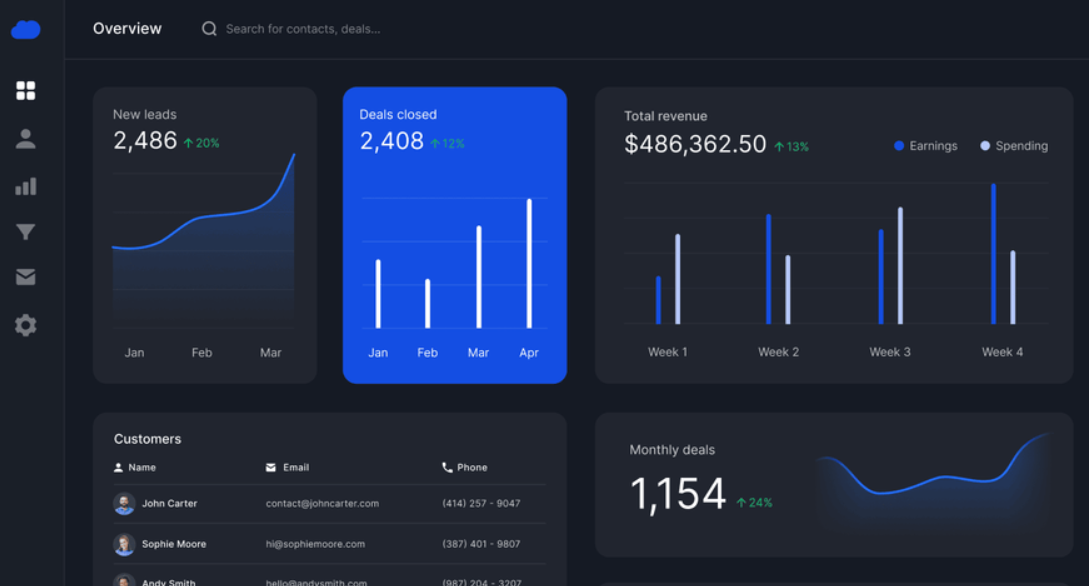 Overview
Search for contacts, deals...
New leads
2,486 ↑ 20%
Jan Feb Mar
Deals closed
2,408 ↑ 12%
Jan Feb Mar Apr
Total revenue
$486,362.50 ↑ 13%
Earnings Spending
Week 1 Week 2 Week 3 Week 4
Customers
Name Email Phone
John Carter contact@johncarter.com (414) 257 - 9047
Sophie Moore hi@sophiemoore.com (387) 401 - 9807
Andy Smith hello@andysmith.com (987) 204 - 3207
Monthly deals
1,154 ↑ 24%